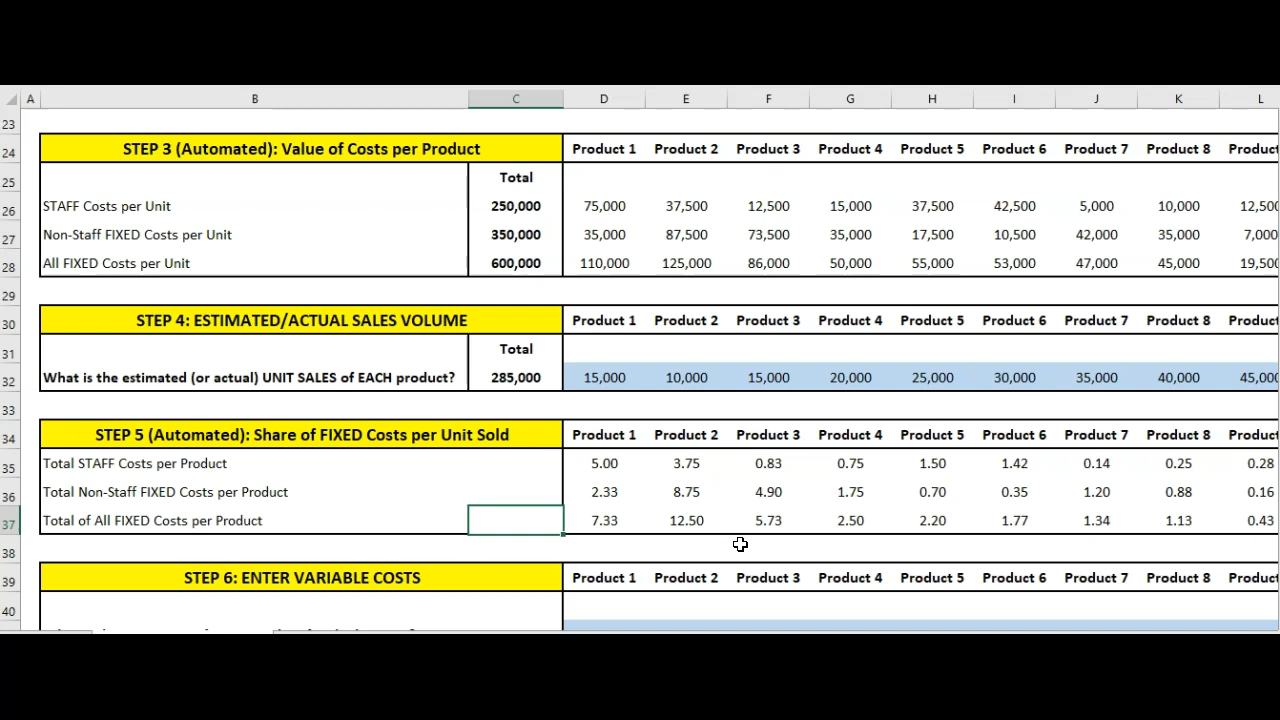 A B C D E F G H I J K L
23
24 STEP 3 (Automated): Value of Costs per Product Product 1 Product 2 Product 3 Product 4 Product 5 Product 6 Product 7 Product 8 Product
25 Total
26 STAFF Costs per Unit 250,000 75,000 37,500 12,500 15,000 37,500 42,500 5,000 10,000 12,500
27 Non-Staff FIXED Costs per Unit 350,000 35,000 87,500 73,500 35,000 17,500 10,500 42,000 35,000 7,000
28 All FIXED Costs per Unit 600,000 110,000 125,000 86,000 50,000 55,000 53,000 47,000 45,000 19,500
29
30 STEP 4: ESTIMATED/ACTUAL SALES VOLUME Product 1 Product 2 Product 3 Product 4 Product 5 Product 6 Product 7 Product 8 Product
31 Total
32 What is the estimated (or actual) UNIT SALES of EACH product? 285,000 15,000 10,000 15,000 20,000 25,000 30,000 35,000 40,000 45,000
33
34 STEP 5 (Automated): Share of FIXED Costs per Unit Sold Product 1 Product 2 Product 3 Product 4 Product 5 Product 6 Product 7 Product 8 Product
35 Total STAFF Costs per Product 5.00 3.75 0.83 0.75 1.50 1.42 0.14 0.25 0.28
36 Total Non-Staff FIXED Costs per Product 2.33 8.75 4.90 1.75 0.70 0.35 1.20 0.88 0.16
37 Total of All FIXED Costs per Product 7.33 12.50 5.73 2.50 2.20 1.77 1.34 1.13 0.43
38
39 STEP 6: ENTER VARIABLE COSTS Product 1 Product 2 Product 3 Product 4 Product 5 Product 6 Product 7 Product 8 Product
40